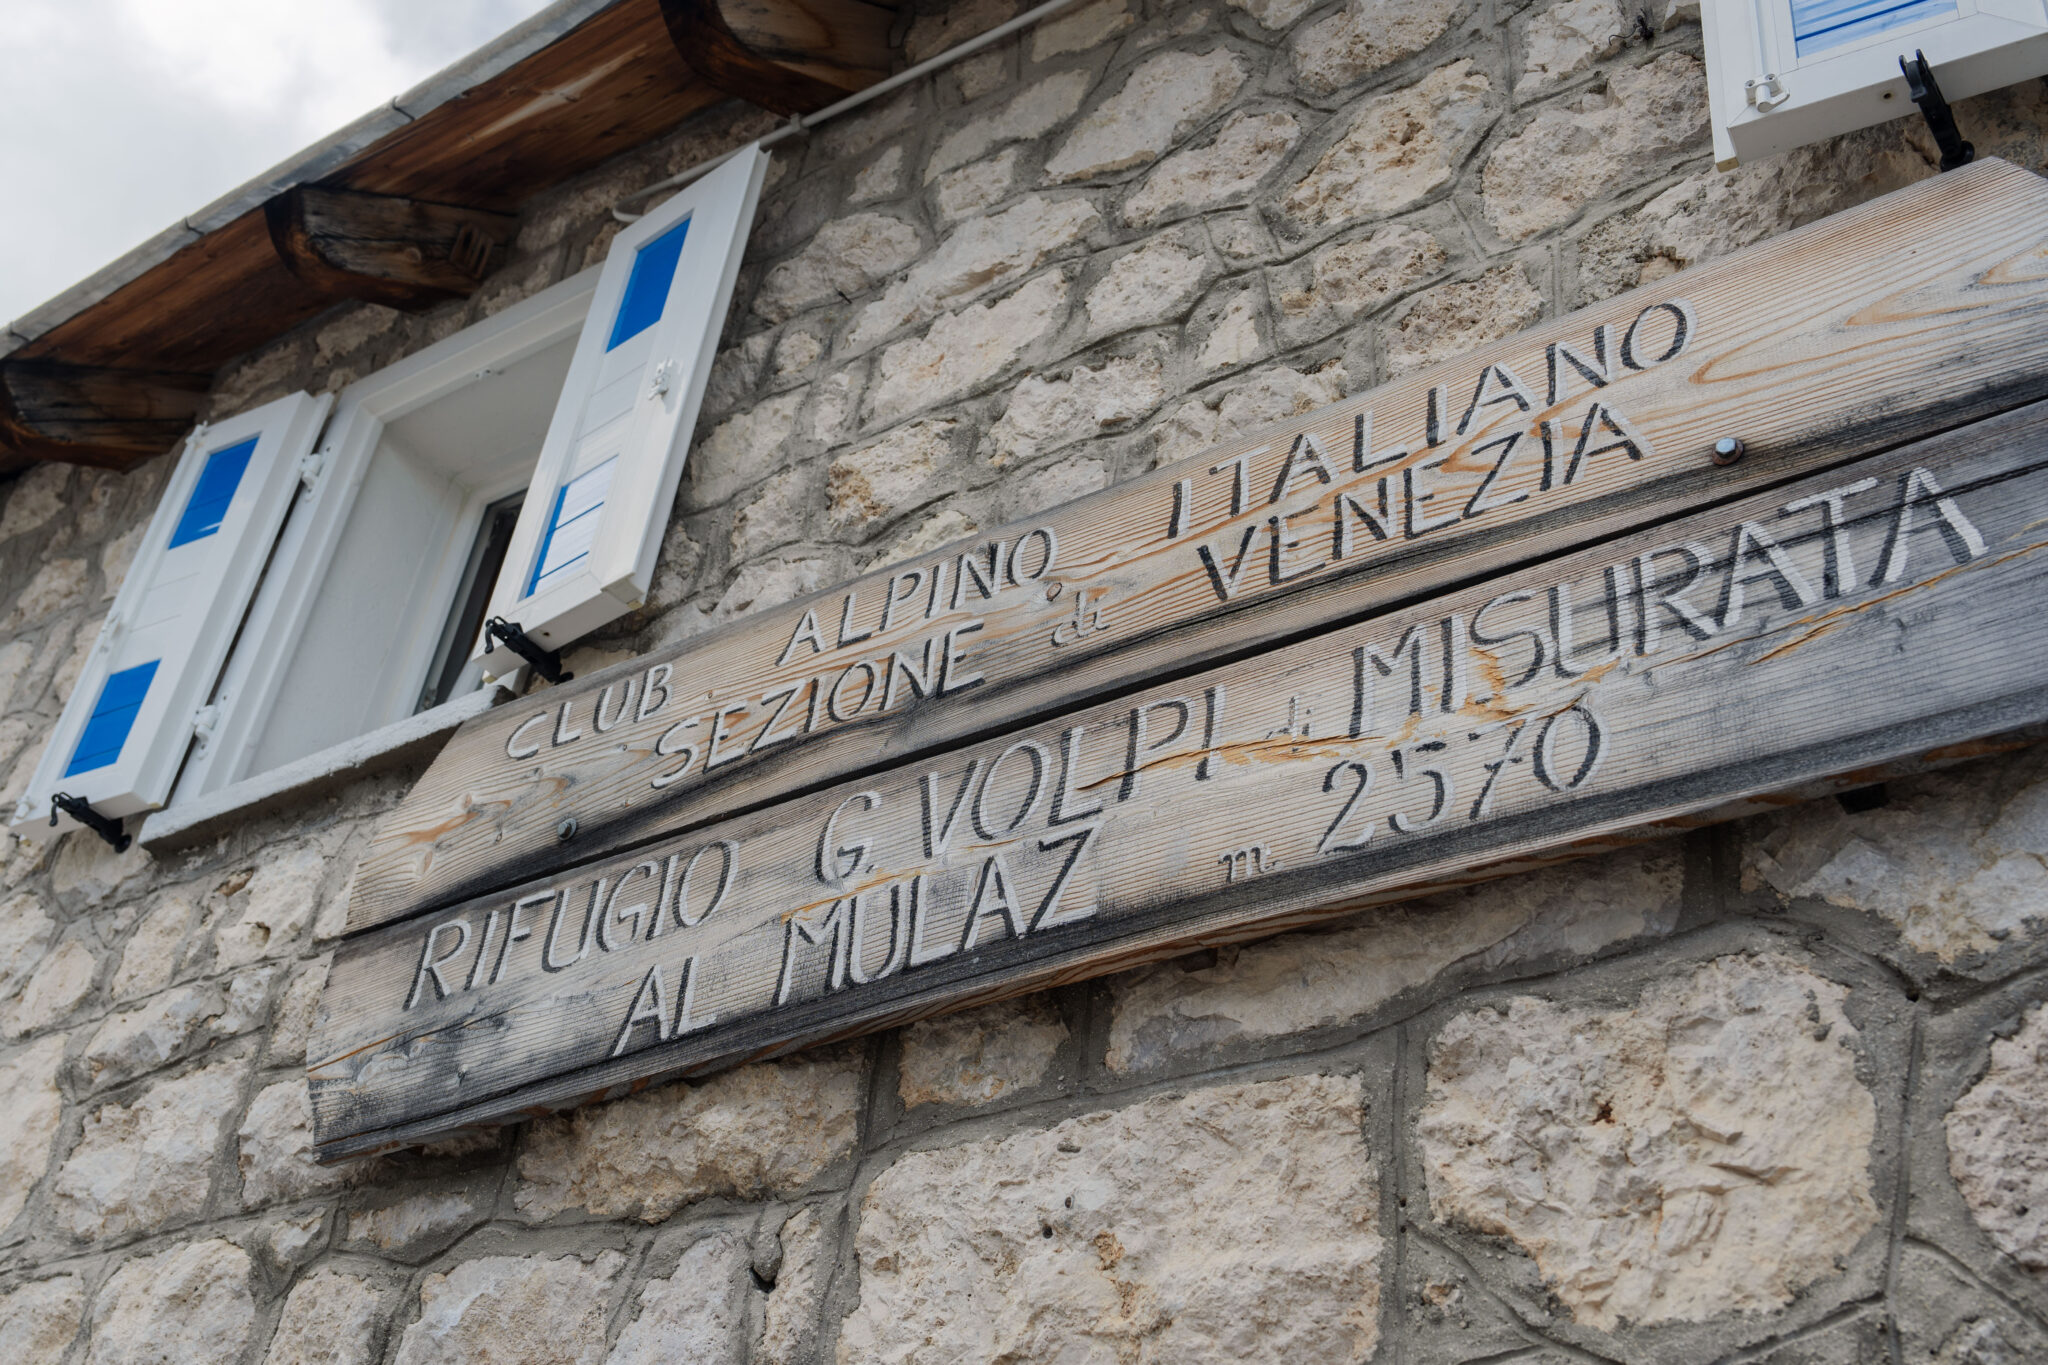 CLUB ALPINO ITALIANO
SEZIONE di VENEZIA
RIFUGIO G. VOLPI di MISURATA
AL MULAZ m. 2570